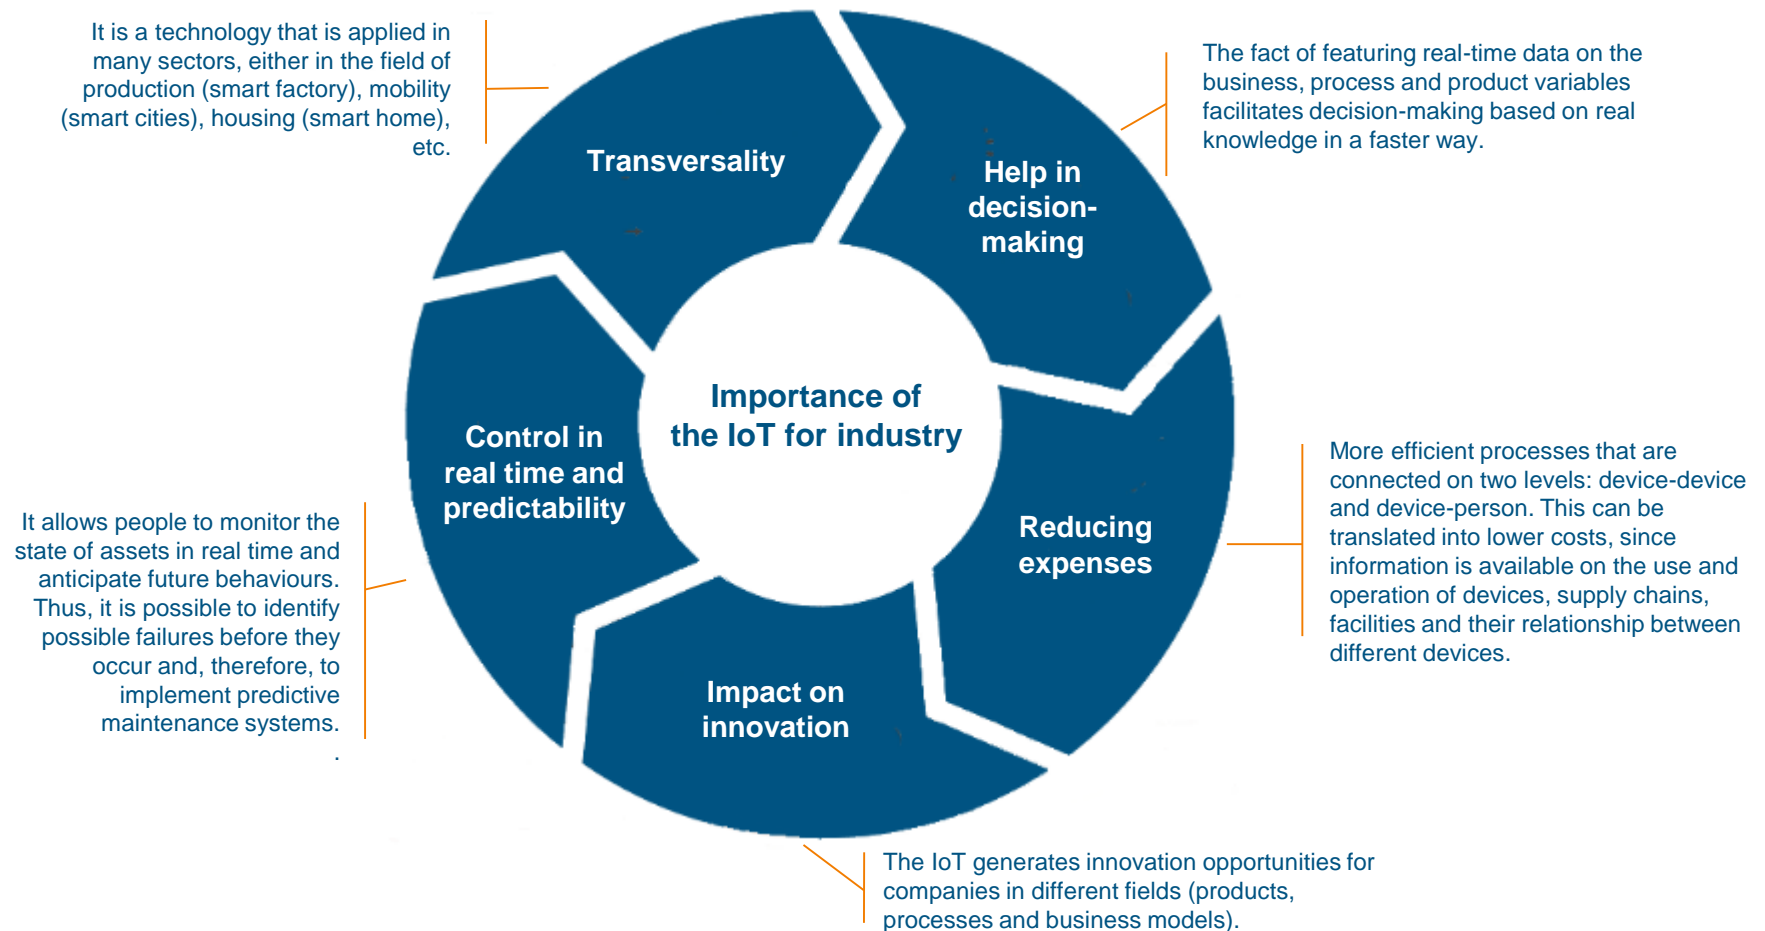 It is a technology that is applied in
many sectors, either in the field of
production (smart factory), mobility
(smart cities), housing (smart home),
etc.
Transversality
The fact of featuring real-time data on the
business, process and product variables
facilitates decision-making based on real
knowledge in a faster way.
Help in
decision-
making
Importance of
the IoT for industry
Control in
real time and
predictability
It allows people to monitor the
state of assets in real time and
anticipate future behaviours.
Thus, it is possible to identify
possible failures before they
occur and, therefore, to
implement predictive
maintenance systems.
.
Reducing
expenses
More efficient processes that are
connected on two levels: device-device
and device-person. This can be
translated into lower costs, since
information is available on the use and
operation of devices, supply chains,
facilities and their relationship between
different devices.
Impact on
innovation
The IoT generates innovation opportunities for
companies in different fields (products,
processes and business models).